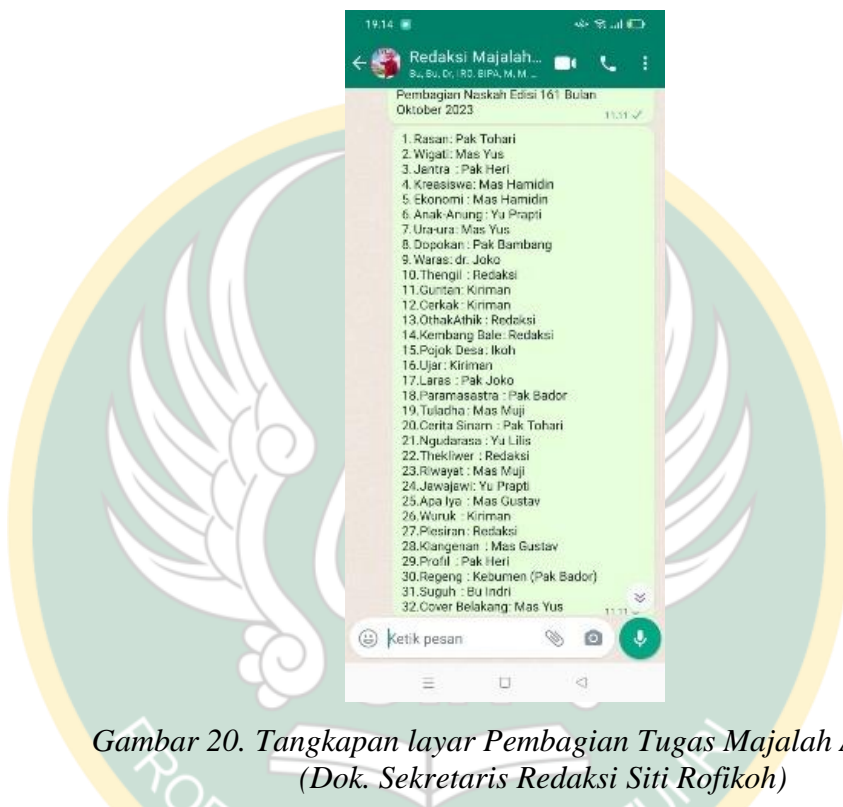 19.14
Redaksi Majalah...
Bu, Bu, Dr, IRO, BIPA, M, M, ...
Pembagian Naskah Edisi 161 Bulan
Oktober 2023
11.11
1. Rasan: Pak Tohari
2. Wigati: Mas Yus
3. Jantra : Pak Heri
4. Kreasiswa: Mas Hamidin
5. Ekonomi : Mas Hamidin
6. Anak-Anung : Yu Prapti
7. Ura-ura: Mas Yus
8. Dopokan : Pak Bambang
9. Waras: dr. Joko
10. Thengil : Redaksi
11. Guritan: Kiriman
12. Cerkak : Kiriman
13. OthakAthik : Redaksi
14. Kembang Bale: Redaksi
15. Pojok Desa : Ikoh
16. Ujar : Kiriman
17. Laras : Pak Joko
18. Paramasastra : Pak Bador
19. Tuladha : Mas Muji
20. Cerita Sinam : Pak Tohari
21. Ngudarasa : Yu Lilis
22. Thekliwer : Redaksi
23. Riwayat : Mas Muji
24. Jawajawi: Yu Prapti
25. Apa Iya : Mas Gustav
26. Wuruk : Kiriman
27. Plesiran : Redaksi
28. Klangenan : Mas Gustav
29. Profil : Pak Heri
30. Regeng : Kebumen (Pak Bador)
31. Suguh : Bu Indri
32. Cover Belakang: Mas Yus
11.11
Ketik pesan
Gambar 20. Tangkapan layar Pembagian Tugas Majalah
(Dok. Sekretaris Redaksi Siti Rofikoh)